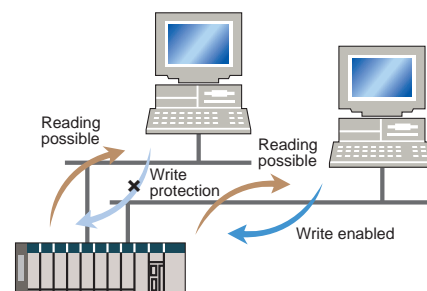 Reading
possible
Write
protection
Reading
possible
Write enabled